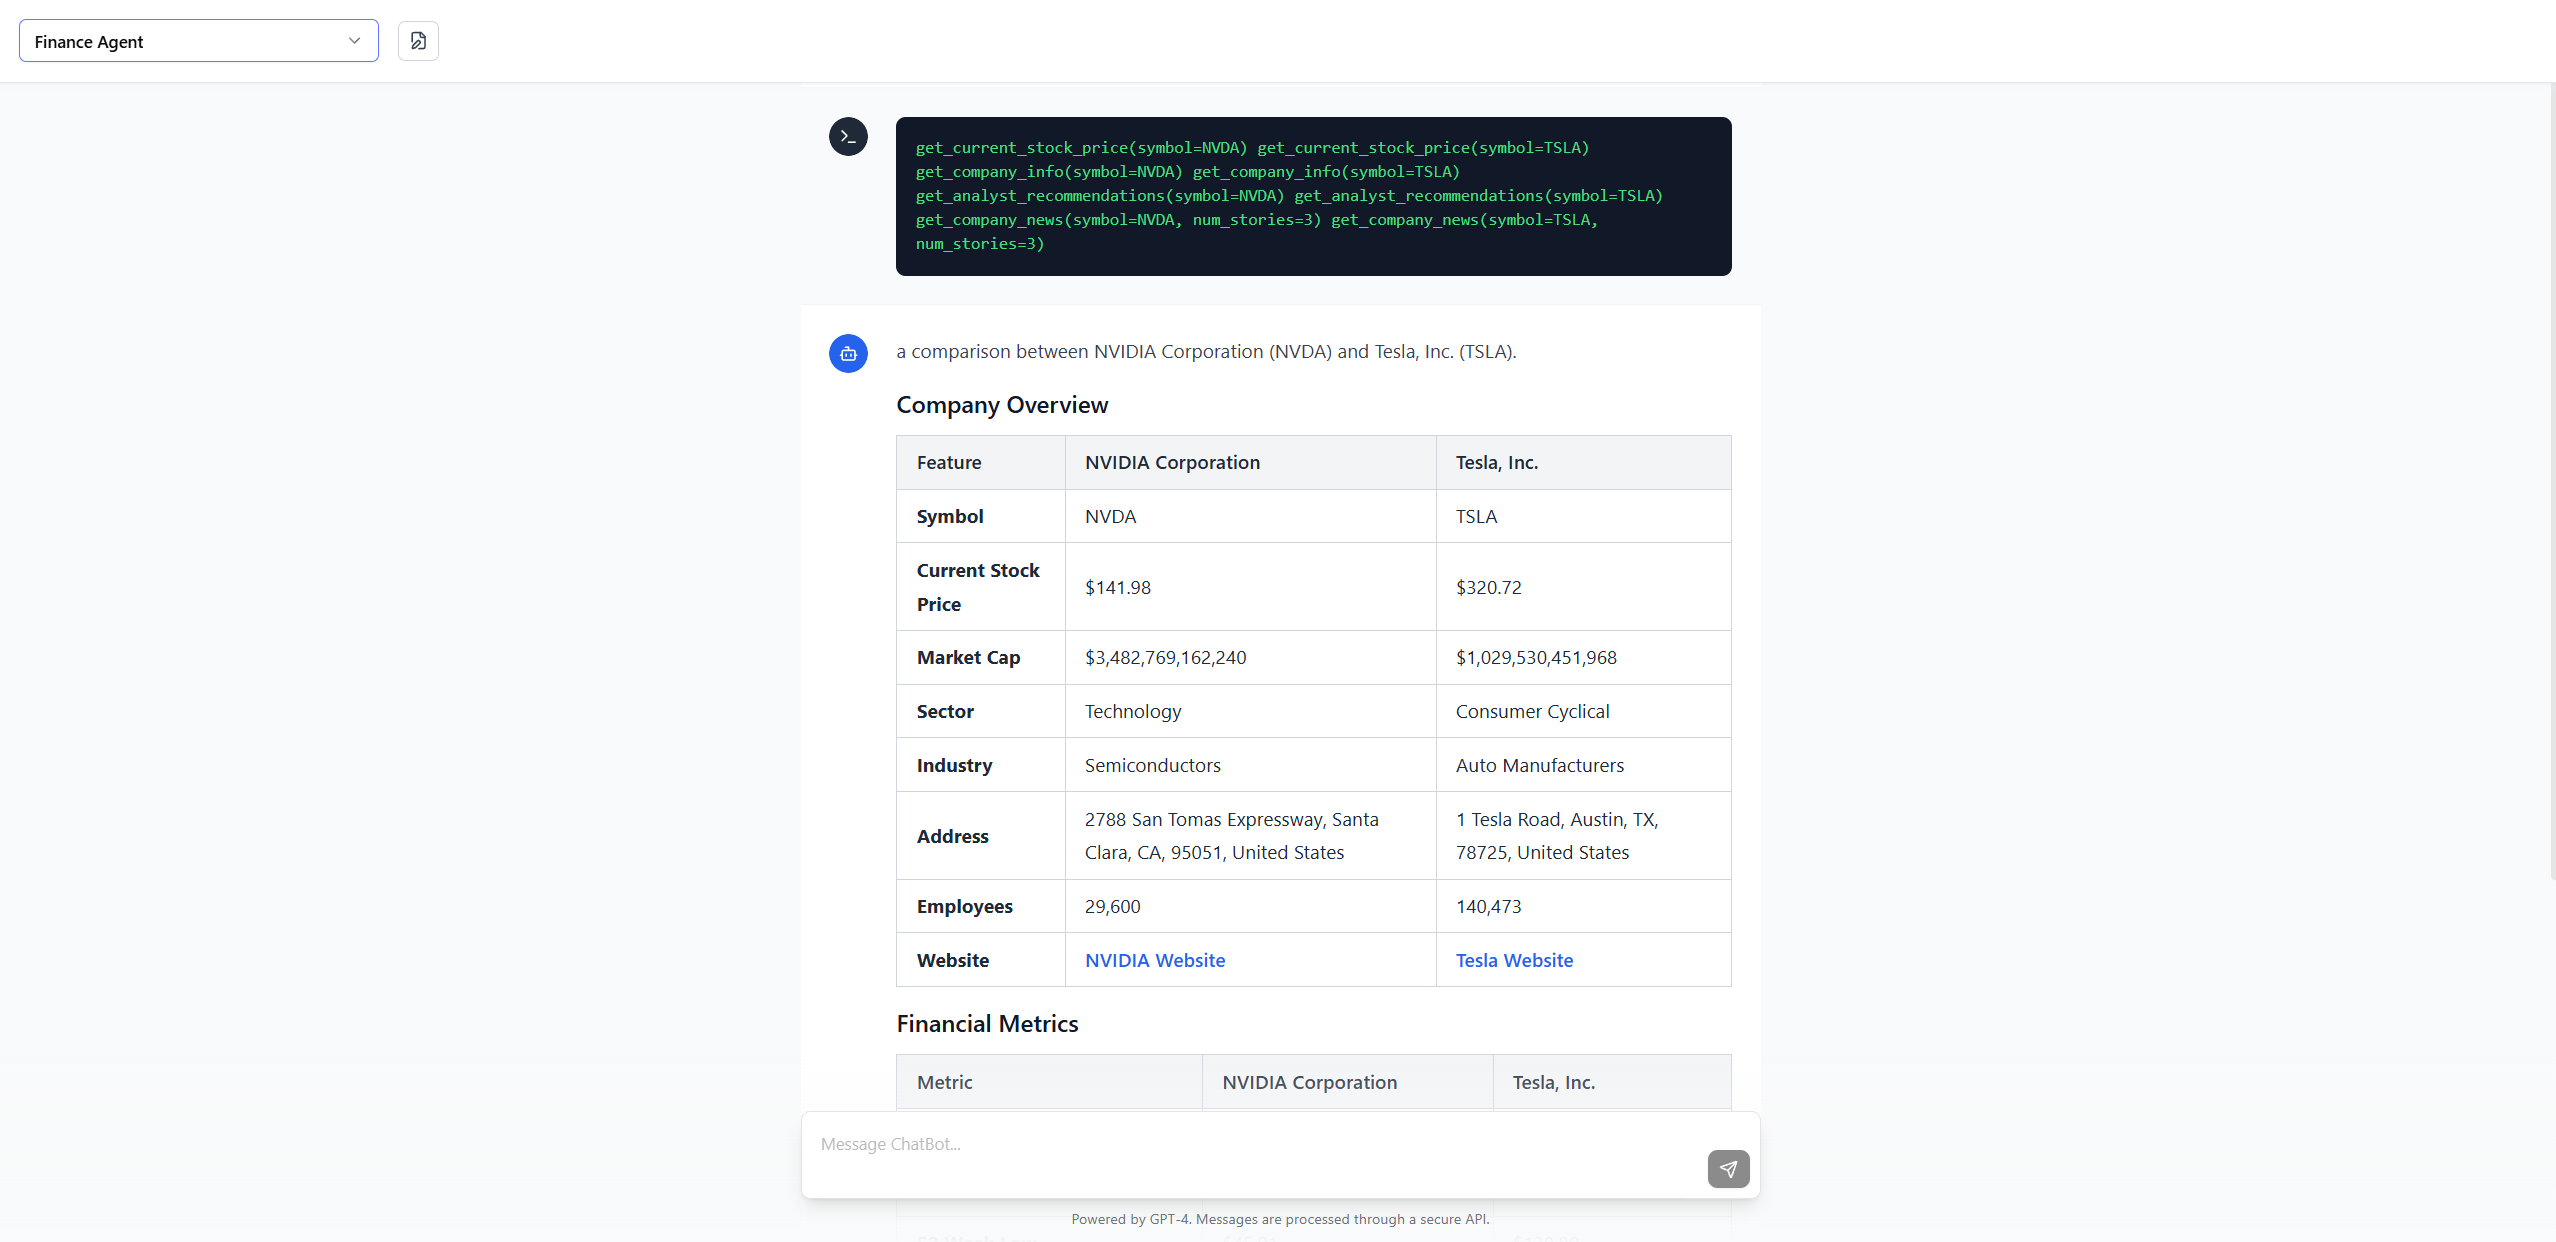 Finance Agent
get_current_stock_price(symbol=NVDA) get_current_stock_price(symbol=TSLA)
get_company_info(symbol=NVDA) get_company_info(symbol=TSLA)
get_analyst_recommendations(symbol=NVDA) get_analyst_recommendations(symbol=TSLA)
get_company_news(symbol=NVDA, num_stories=3) get_company_news(symbol=TSLA,
num_stories=3)
a comparison between NVIDIA Corporation (NVDA) and Tesla, Inc. (TSLA).
Company Overview
Feature NVIDIA Corporation Tesla, Inc.
Symbol NVDA TSLA
Current Stock
Price $141.98 $320.72
Market Cap $3,482,769,162,240 $1,029,530,451,968
Sector Technology Consumer Cyclical
Industry Semiconductors Auto Manufacturers
Address 2788 San Tomas Expressway, Santa 1 Tesla Road, Austin, TX,
Clara, CA, 95051, United States 78725, United States
Employees 29,600 140,473
Website NVIDIA Website Tesla Website
Financial Metrics
Metric NVIDIA Corporation Tesla, Inc.
Message ChatBot...
Powered by GPT-4. Messages are processed through a secure API.